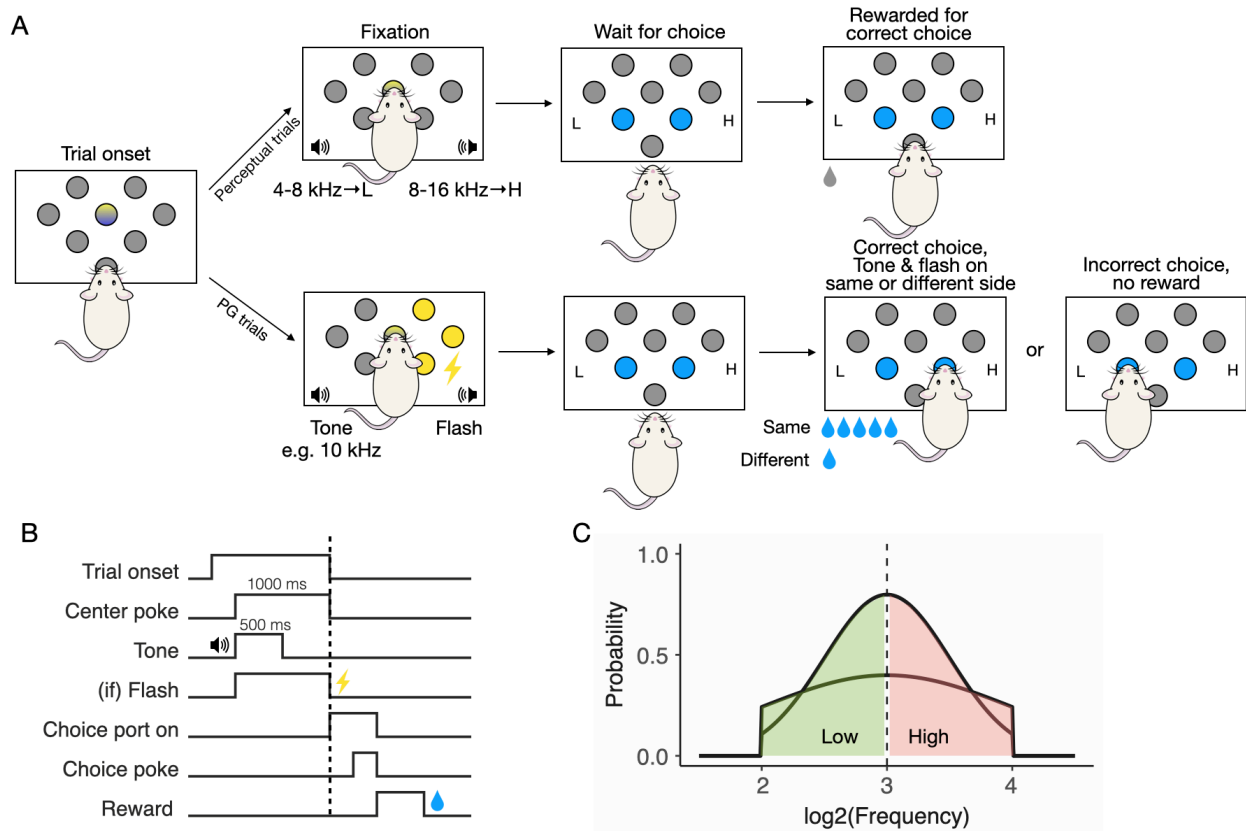 A
Trial onset
Perceptual trials
PG trials
Fixation
4-8 kHz→L
8-16 kHz→H
Wait for choice
L
H
Rewarded for
correct choice
L
H
Tone
e.g. 10 kHz
Flash
L
H
Correct choice,
Tone & flash on
same or different side
L
H
Same
Different
or
Incorrect choice,
no reward
L
H
B
Trial onset
1000 ms
Center poke
500 ms
Tone
(if) Flash
Choice port on
Choice poke
Reward
C
1.0
0.5
0.0
Probability
Low
High
2
3
4
log2(Frequency)